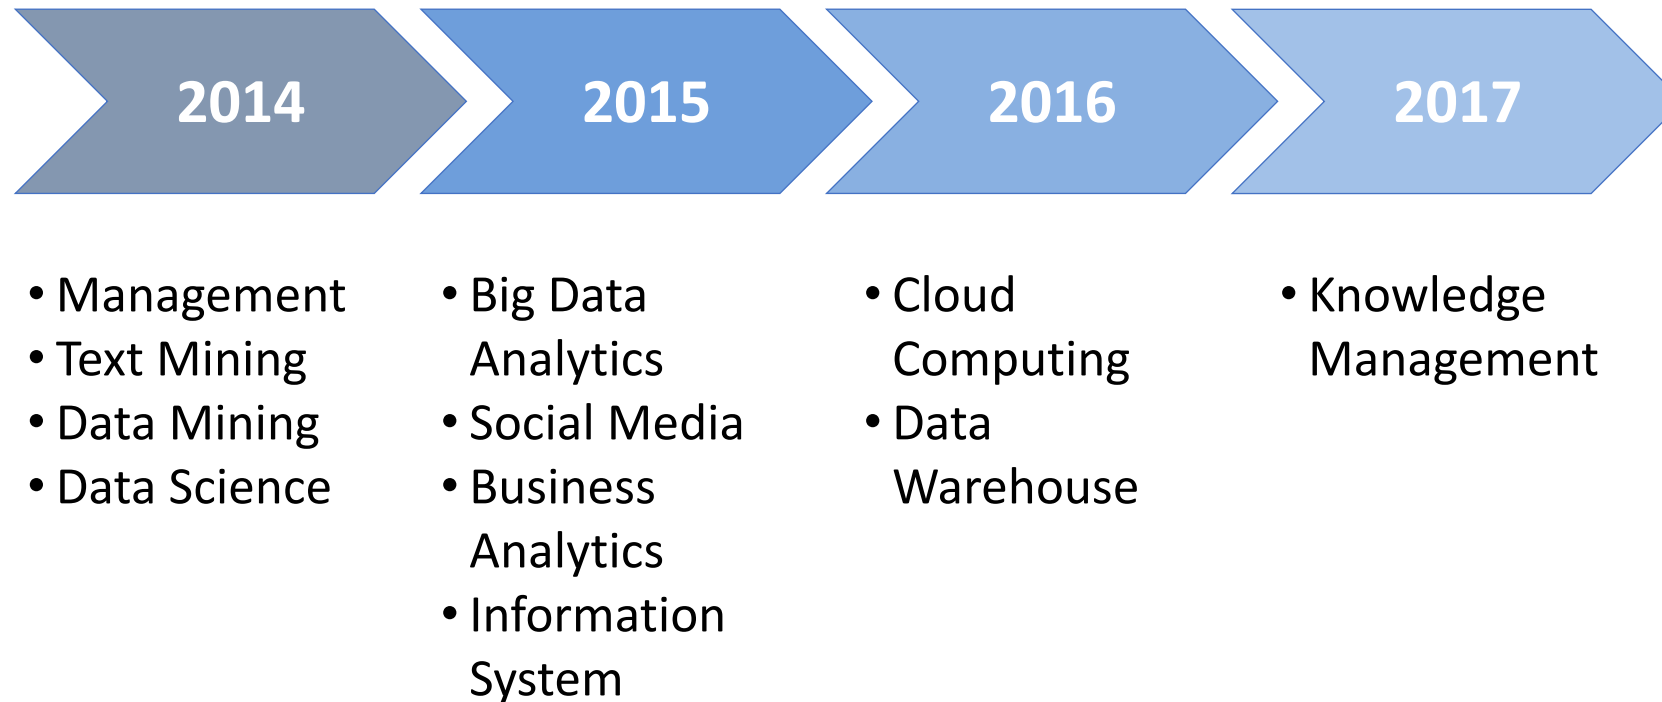 2014
2015
2016
2017
• Management
• Text Mining
• Data Mining
• Data Science
• Big Data
Analytics
• Social Media
• Business
Analytics
• Information
System
• Cloud
Computing
• Data
Warehouse
• Knowledge
Management